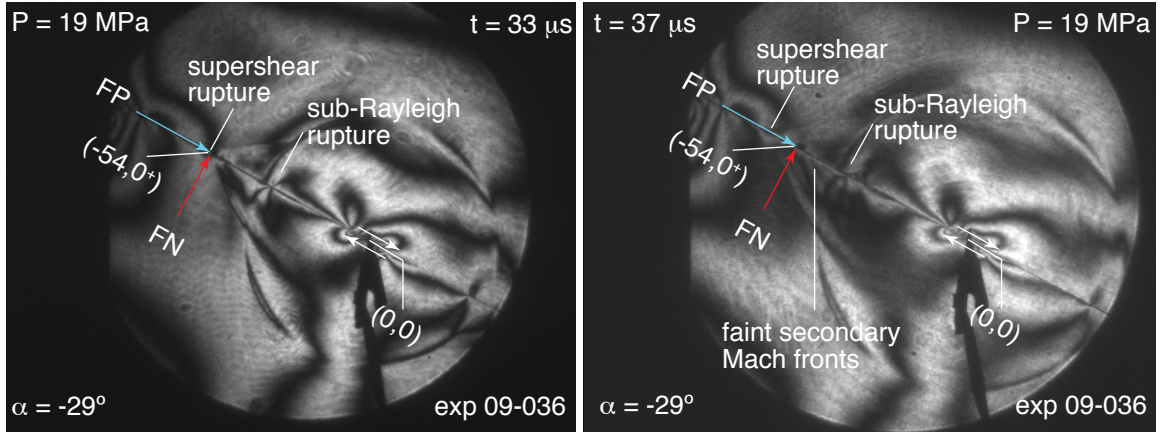 P = 19 MPa
t = 33 µs
supershear
rupture
FP
sub-Rayleigh
rupture
(-54,0⁺)
FN
(0,0)
α = -29º
exp 09-036
t = 37 µs
P = 19 MPa
supershear
rupture
FP
sub-Rayleigh
rupture
(-54,0⁺)
FN
(0,0)
faint secondary
Mach fronts
α = -29º
exp 09-036